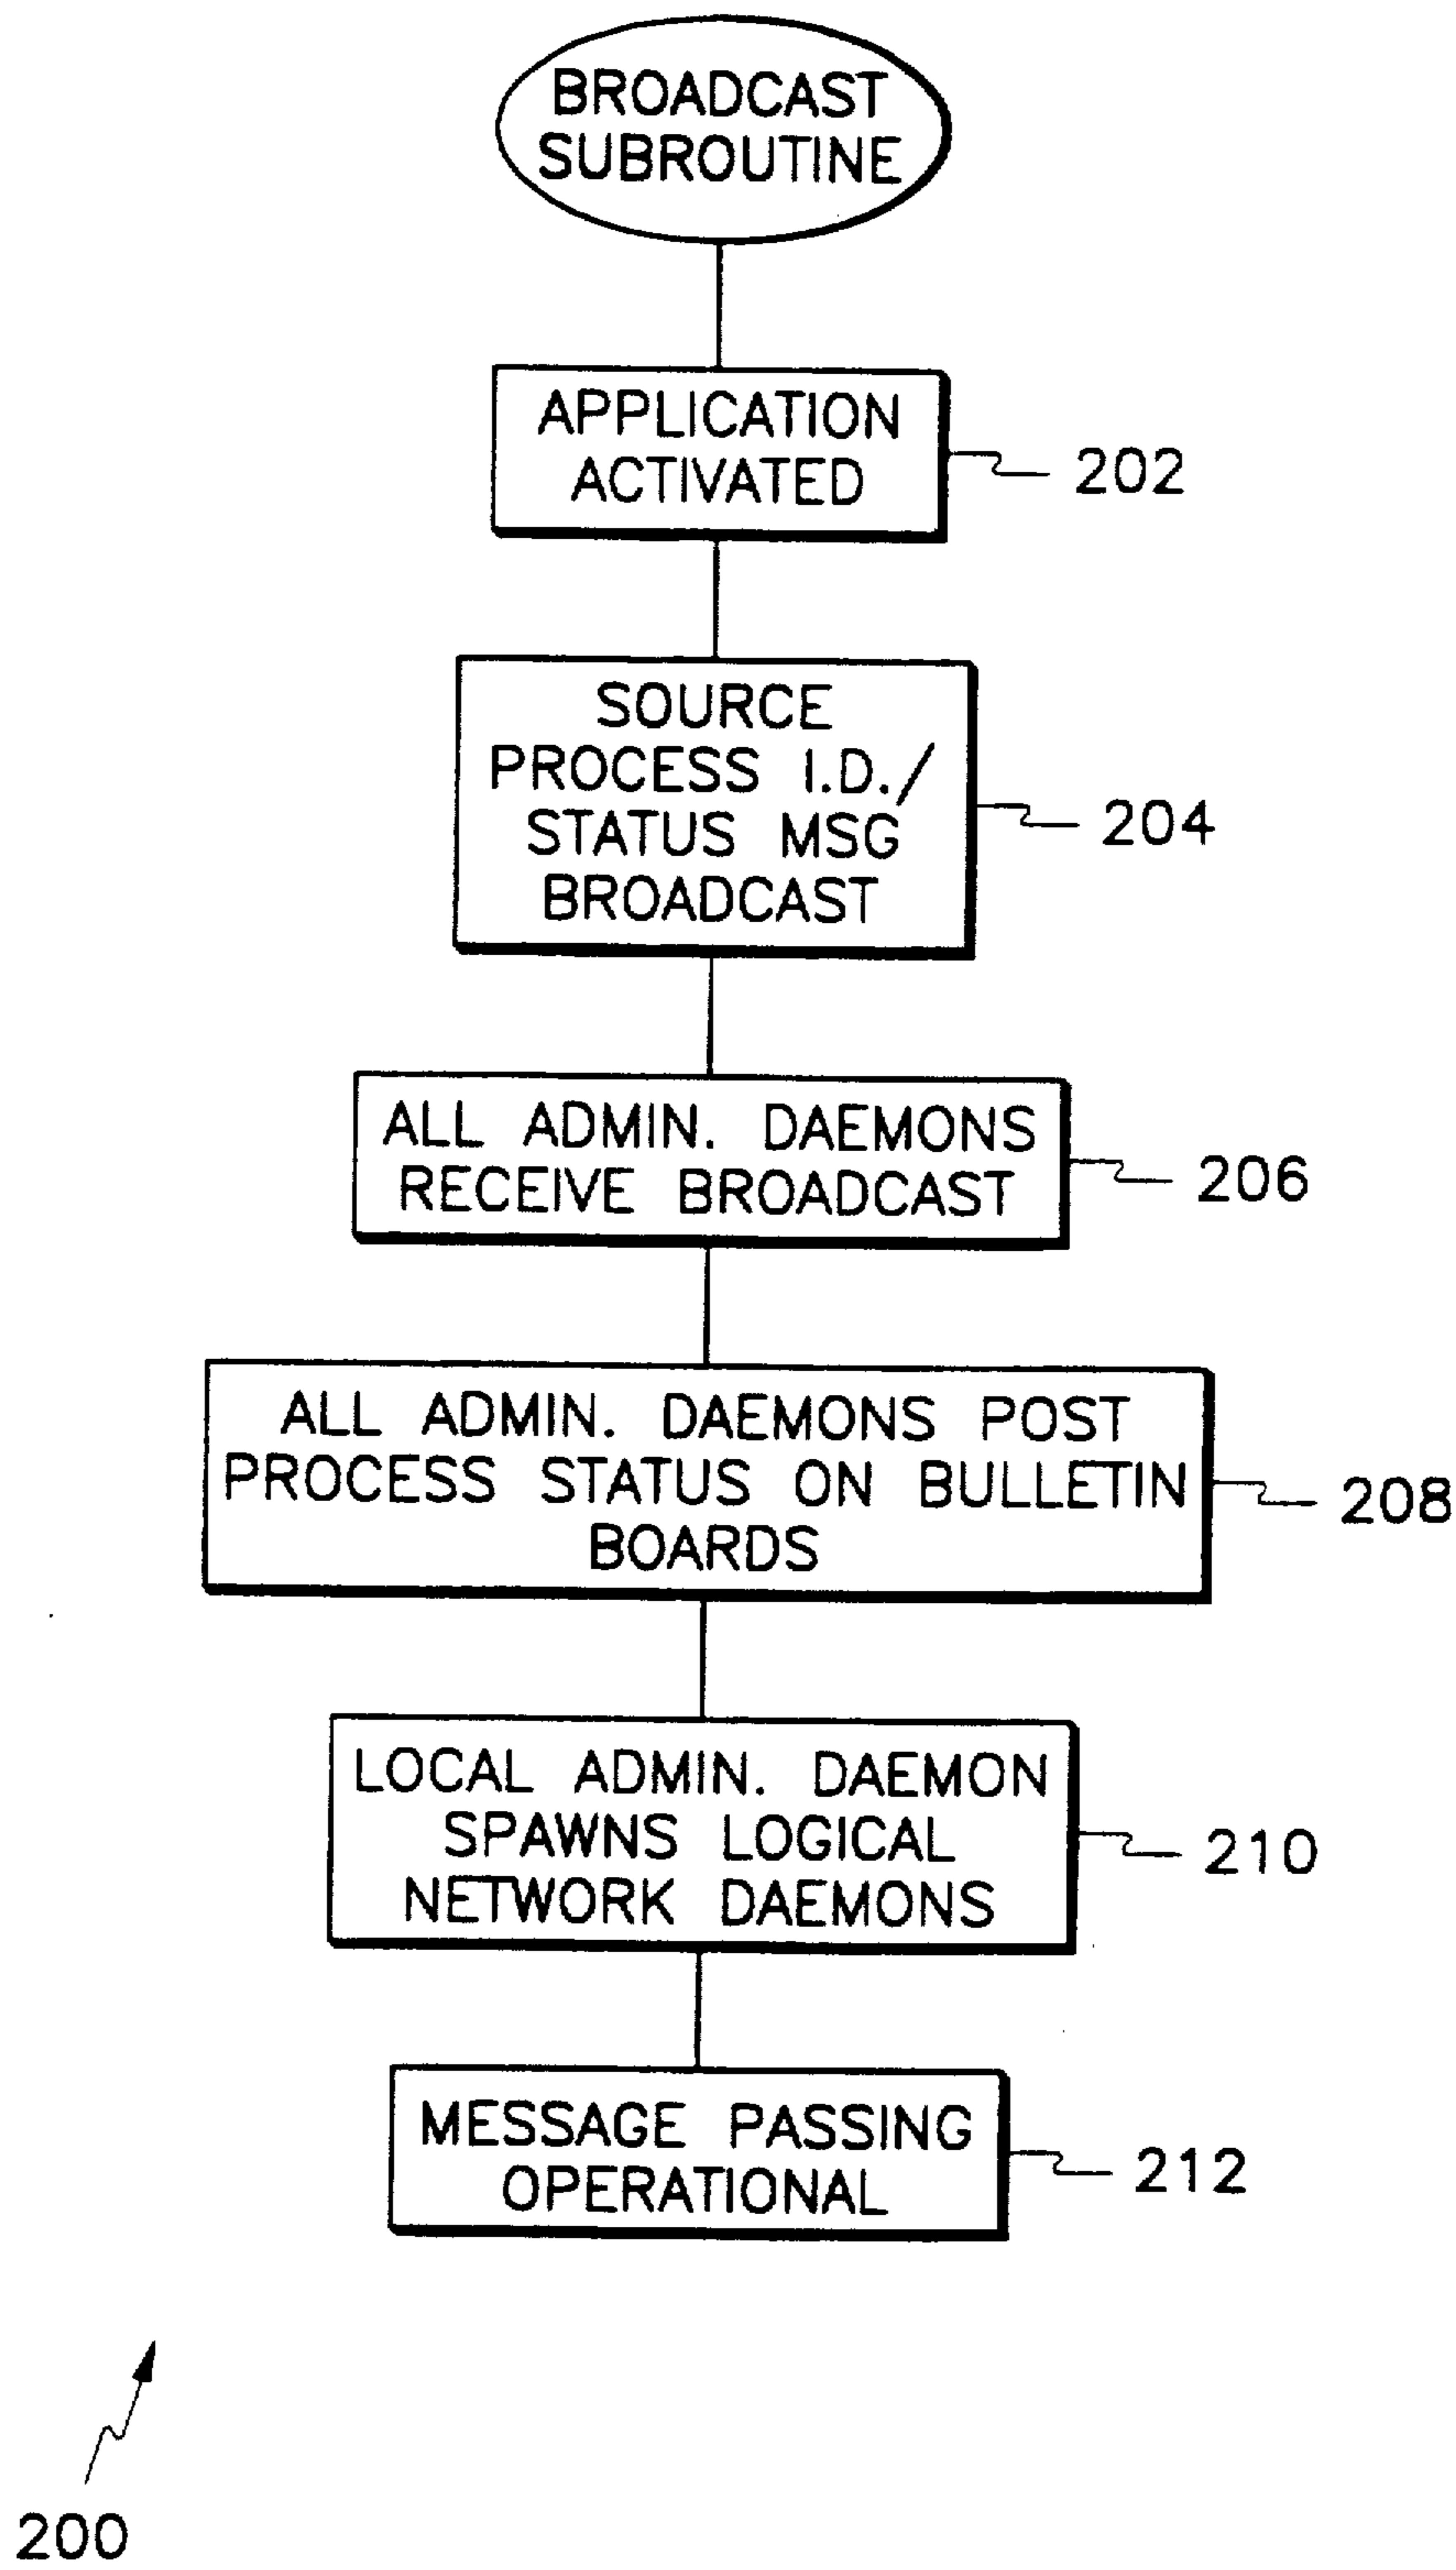 BROADCAST
SUBROUTINE
APPLICATION
ACTIVATED
202
SOURCE
PROCESS I.D./
STATUS MSG
BROADCAST
204
ALL ADMIN. DAEMONS
RECEIVE BROADCAST
206
ALL ADMIN. DAEMONS POST
PROCESS STATUS ON BULLETIN
BOARDS
208
LOCAL ADMIN. DAEMON
SPAWNS LOGICAL
NETWORK DAEMONS
210
MESSAGE PASSING
OPERATIONAL
212
200